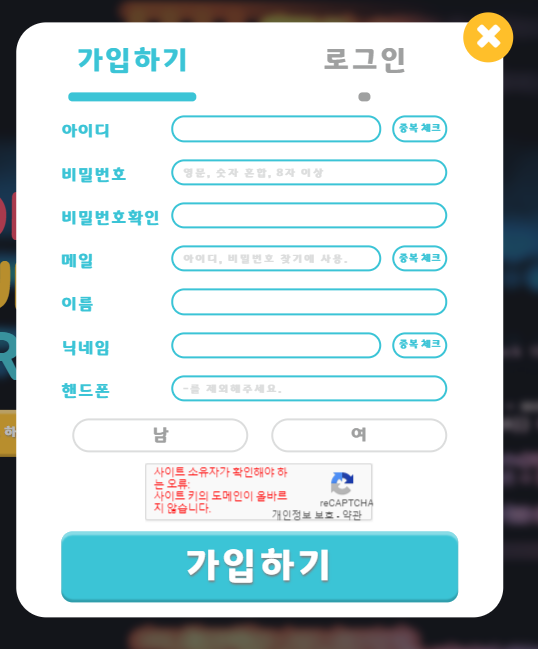 가입하기 로그인
아이디 중복 체크
비밀번호 영문, 숫자 혼합, 8자 이상
비밀번호확인
메일 아이디, 비밀번호 찾기에 사용. 중복 체크
이름
닉네임 중복 체크
핸드폰 -를 제외해주세요.
남 여
사이트 소유자가 확인해야 하
는 오류:
사이트 키의 도메인이 올바르
지 않습니다.
reCAPTCHA
개인정보 보호 - 약관
가입하기